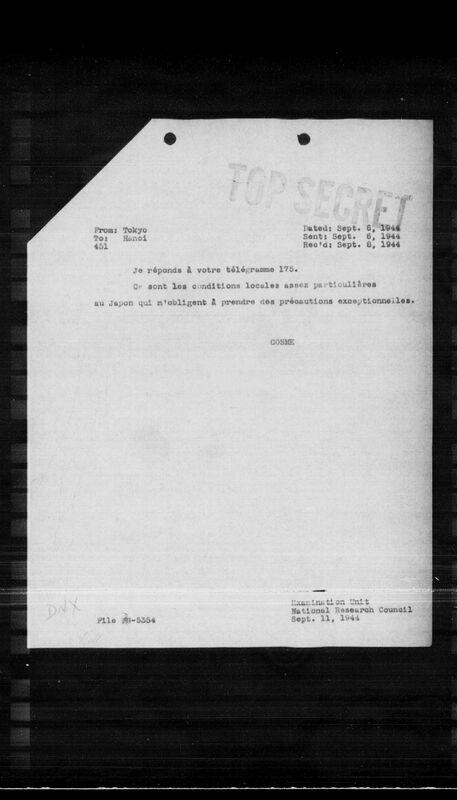 TOP SECRET
From: Tokyo
To: Hanoi
451
Dated: Sept. 6, 1944
Sent: Sept. 6, 1944
Rec'd: Sept. 8, 1944
Je réponds à votre télégramme 175.
Ce sont les conditions locales assez particulières
au Japon qui m'obligent à prendre des précautions exceptionnelles.
COSME
Examination Unit
National Research Council
Sept. 11, 1944
DNX
File -5354